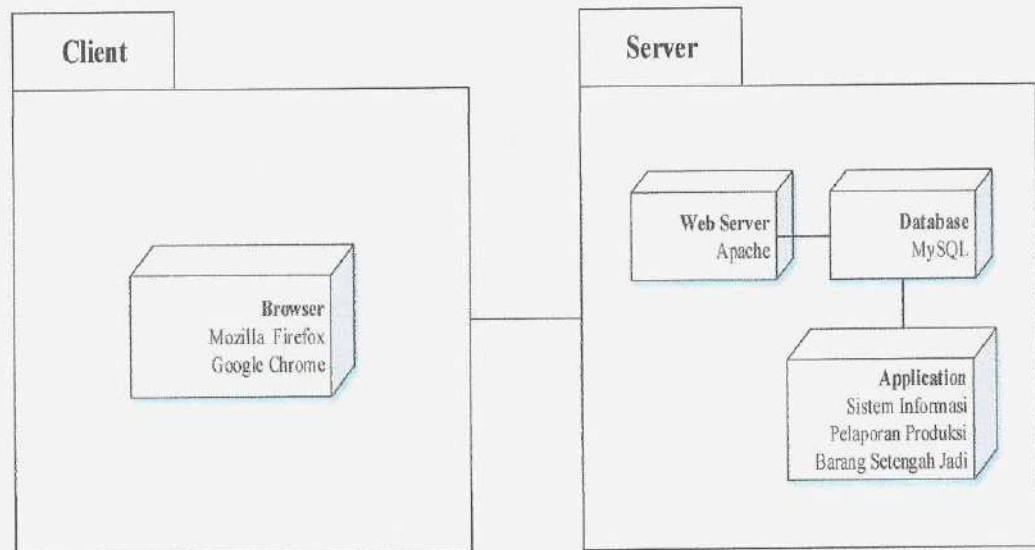 Client
Browser
Mozilla Firefox
Google Chrome
Server
Web Server
Apache
Database
MySQL
Application
Sistem Informasi
Pelaporan Produksi
Barang Setengah Jadi